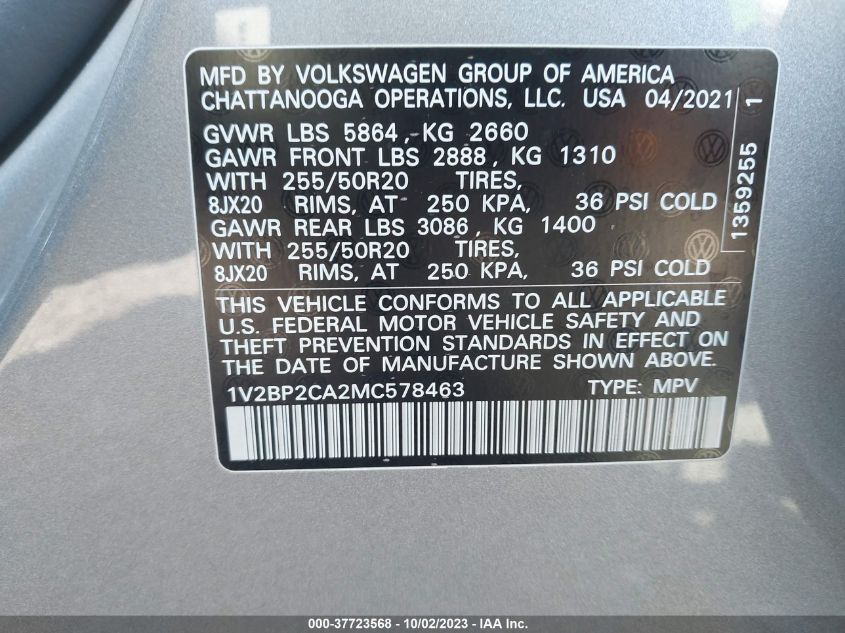 MFD BY VOLKSWAGEN GROUP OF AMERICA
CHATTANOOGA OPERATIONS, LLC. USA 04/2021
GVWR LBS 5864, KG 2660
GAWR FRONT LBS 2888, KG 1310
WITH 255/50R20 TIRES,
8JX20 RIMS, AT 250 KPA, 36 PSI COLD
GAWR REAR LBS 3086, KG 1400
WITH 255/50R20 TIRES,
8JX20 RIMS, AT 250 KPA, 36 PSI COLD
THIS VEHICLE CONFORMS TO ALL APPLICABLE
U.S. FEDERAL MOTOR VEHICLE SAFETY AND
THEFT PREVENTION STANDARDS IN EFFECT ON
THE DATE OF MANUFACTURE SHOWN ABOVE.
1V2BP2CA2MC578463 TYPE: MPV
1359255 1
000-37723568 - 10/02/2023 - IAA Inc.